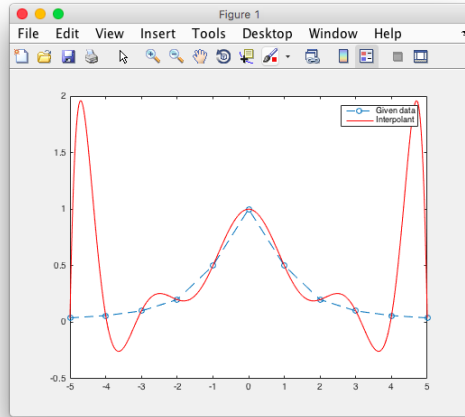 Figure 1
File Edit View Insert Tools Desktop Window Help
2
Given data
Interpolant
1.5
1
0.5
0
-0.5
-5 -4 -3 -2 -1 0 1 2 3 4 5